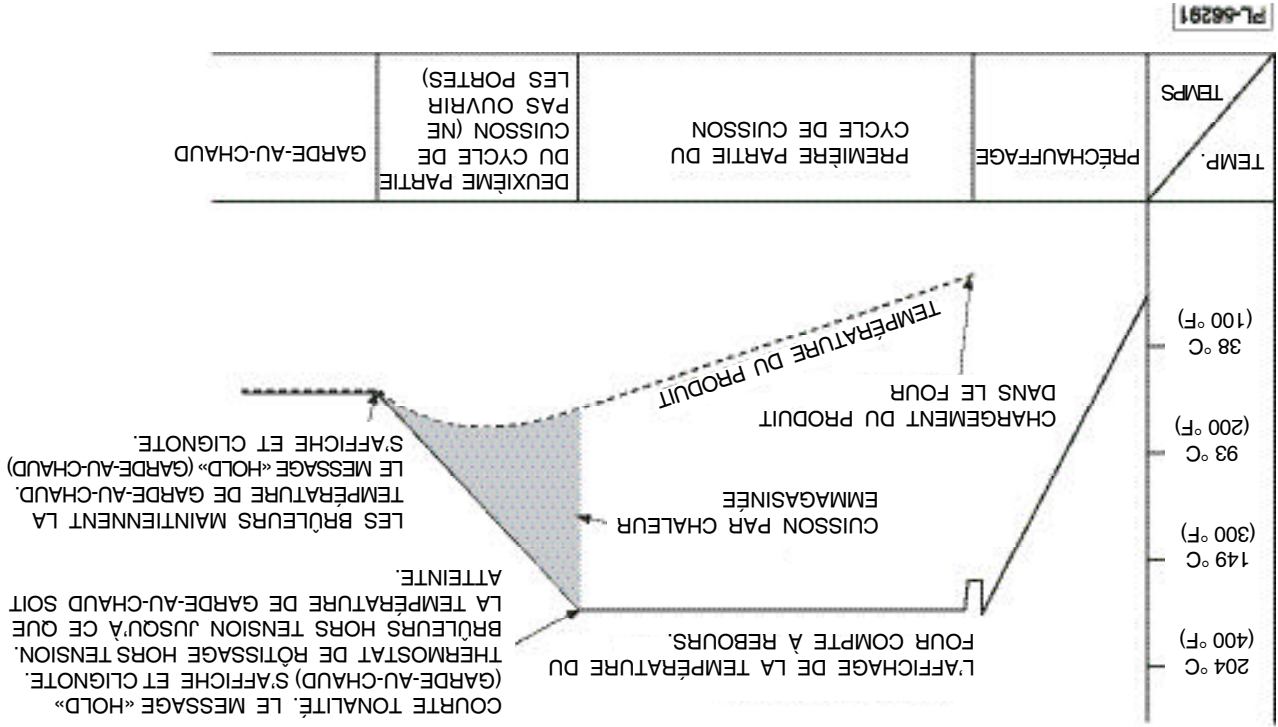 COURTE TONALITÉ. LE MESSAGE «HOLD»
(GARDE-AU-CHAUD) S'AFFICHE ET CLIGNOTE.
THERMOSTAT DE RÔTISSAGE HORS TENSION.
BRÛLEURS HORS TENSION JUSQU'À CE QUE
LA TEMPÉRATURE DE GARDE-AU-CHAUD SOIT
ATTEINTE.
L'AFFICHAGE DE LA TEMPÉRATURE DU
FOUR COMPTE À REBOURS.
204 °C
(400 °F)
149 °C
(300 °F)
93 °C
(200 °F)
38 °C
(100 °F)
CUISSON PAR CHALEUR
EMMAGASINÉE
LES BRÛLEURS MAINTIENNENT LA
TEMPÉRATURE DE GARDE-AU-CHAUD.
LE MESSAGE «HOLD» (GARDE-AU-CHAUD)
S'AFFICHE ET CLIGNOTE.
CHARGEMENT DU PRODUIT
DANS LE FOUR
TEMPÉRATURE DU PRODUIT
TEMP.
TEMPS
PRÉCHAUFFAGE
PREMIÈRE PARTIE DU
CYCLE DE CUISSON
DEUXIÈME PARTIE
DU CYCLE DE
CUISSON (NE
PAS OUVRIR
LES PORTES)
GARDE-AU-CHAUD
PL-56291